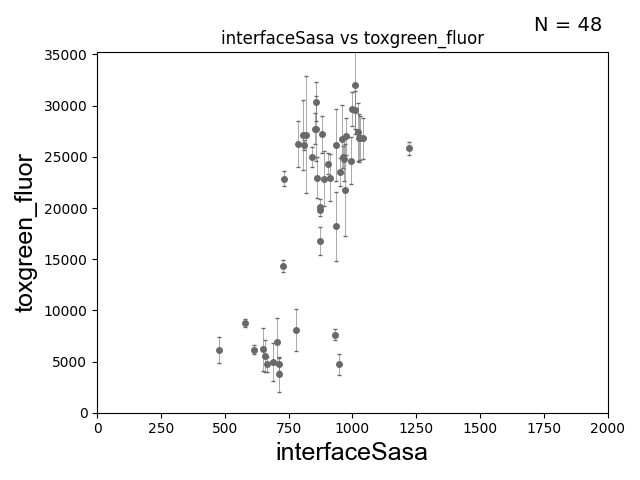 N = 48
interfaceSasa vs toxgreen_fluor
35000
30000
25000
20000
15000
10000
5000
0
toxgreen_fluor
0 250 500 750 1000 1250 1500 1750 2000
interfaceSasa